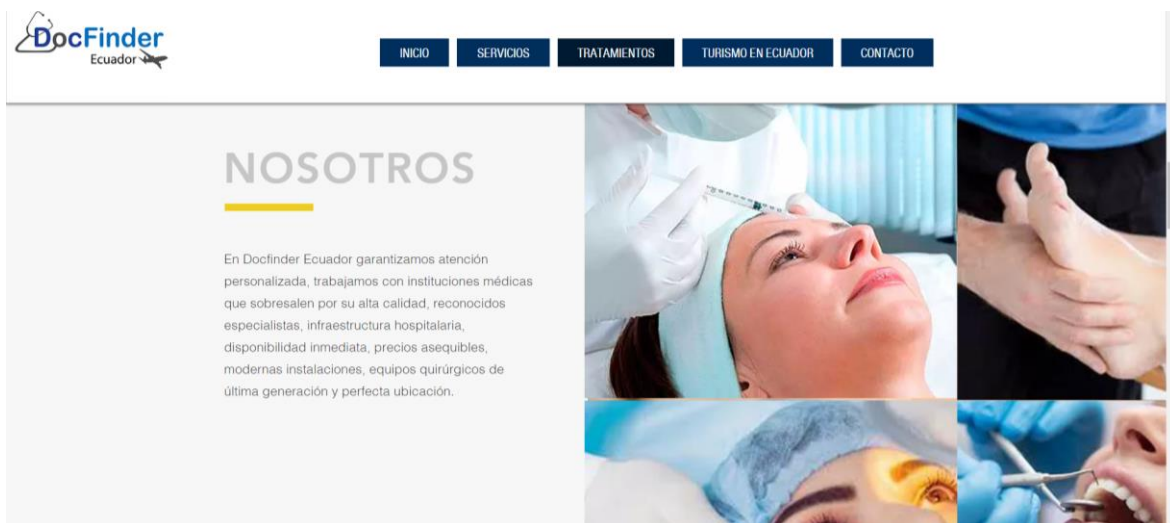 DocFinder
Ecuador
INICIO
SERVICIOS
TRATAMIENTOS
TURISMO EN ECUADOR
CONTACTO
NOSOTROS
En Docfinder Ecuador garantizamos atención
personalizada, trabajamos con instituciones médicas
que sobresalen por su alta calidad, reconocidos
especialistas, infraestructura hospitalaria,
disponibilidad inmediata, precios asequibles,
modernas instalaciones, equipos quirúrgicos de
última generación y perfecta ubicación.